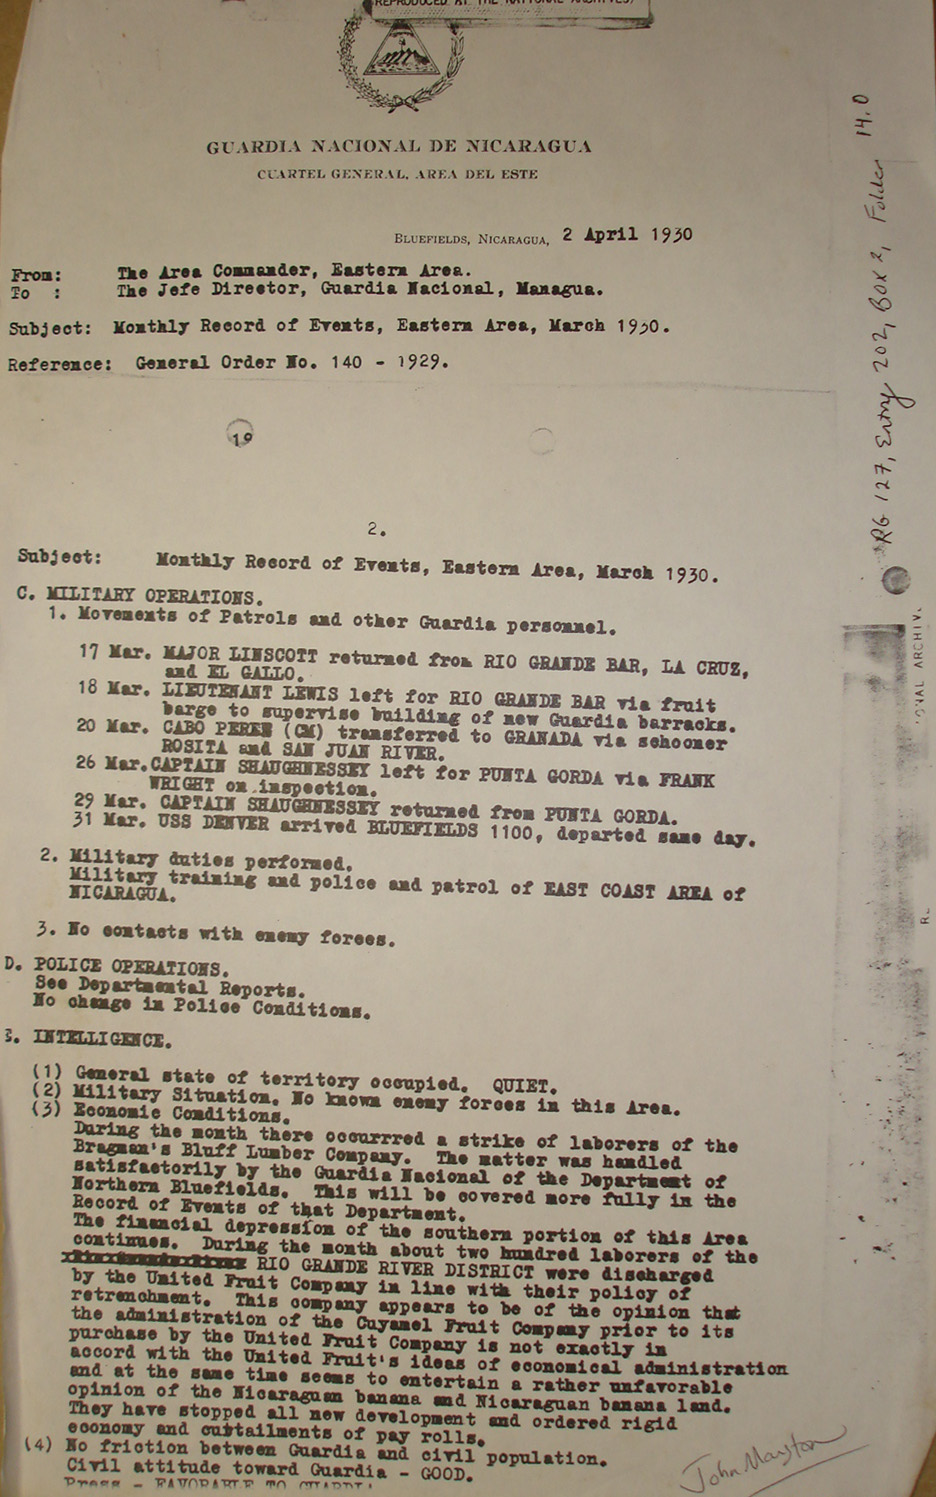 REPRODUCED AT THE NATIONAL ARCHIVES
GUARDIA NACIONAL DE NICARAGUA
CUARTEL GENERAL, AREA DEL ESTE
BLUEFIELDS, NICARAGUA, 2 April 1930
From: The Area Commander, Eastern Area.
To : The Jefe Director, Guardia Nacional, Managua.
Subject: Monthly Record of Events, Eastern Area, March 1930.
Reference: General Order No. 140 - 1929.
19
2.
Subject: Monthly Record of Events, Eastern Area, March 1930.
C. MILITARY OPERATIONS.
1. Movements of Patrols and other Guardia personnel.
17 Mar. MAJOR LINSCOTT returned from RIO GRANDE BAR, LA CRUZ,
and EL GALLO.
18 Mar. LIEUTENANT LEWIS left for RIO GRANDE BAR via fruit
barge to supervise building of new Guardia barracks.
20 Mar. CABO PEREZ (CM) transferred to GRANADA via schooner
ROSITA and SAN JUAN RIVER.
26 Mar. CAPTAIN SHAUGHNESSEY left for PUNTA GORDA via FRANK
WRIGHT on inspection.
29 Mar. CAPTAIN SHAUGHNESSEY returned from PUNTA GORDA.
31 Mar. USS DENVER arrived BLUEFIELDS 1100, departed same day.
2. Military duties performed.
Military training and police and patrol of EAST COAST AREA of
NICARAGUA.
3. No contacts with enemy forces.
D. POLICE OPERATIONS.
See Departmental Reports.
No change in Police Conditions.
E. INTELLIGENCE.
(1) General state of territory occupied. QUIET.
(2) Military Situation. No known enemy forces in this Area.
(3) Economic Conditions.
During the month there occurrred a strike of laborers of the
Bragman's Bluff Lumber Company. The matter was handled
satisfactorily by the Guardia Nacional of the Department of
Northern Bluefields. This will be covered more fully in the
Record of Events of that Department.
The financial depression of the southern portion of this Area
continues. During the month about two hundred laborers of the
RIO GRANDE RIVER DISTRICT were discharged
by the United Fruit Company in line with their policy of
retrenchment. This company appears to be of the opinion that
the administration of the Cuyamel Fruit Company prior to its
purchase by the United Fruit Company is not exactly in
accord with the United Fruit's ideas of economical administration
and at the same time seems to entertain a rather unfavorable
opinion of the Nicaraguan banana and Nicaraguan banana land.
They have stopped all new development and ordered rigid
economy and curtailments of pay rolls.
(4) No friction between Guardia and civil population.
Civil attitude toward Guardia - GOOD.
Press - FAVORABLE TO GUARDIA
RG 127, Entry 202, Box 2, Folder 14.0
ONAL ARCHIV
John